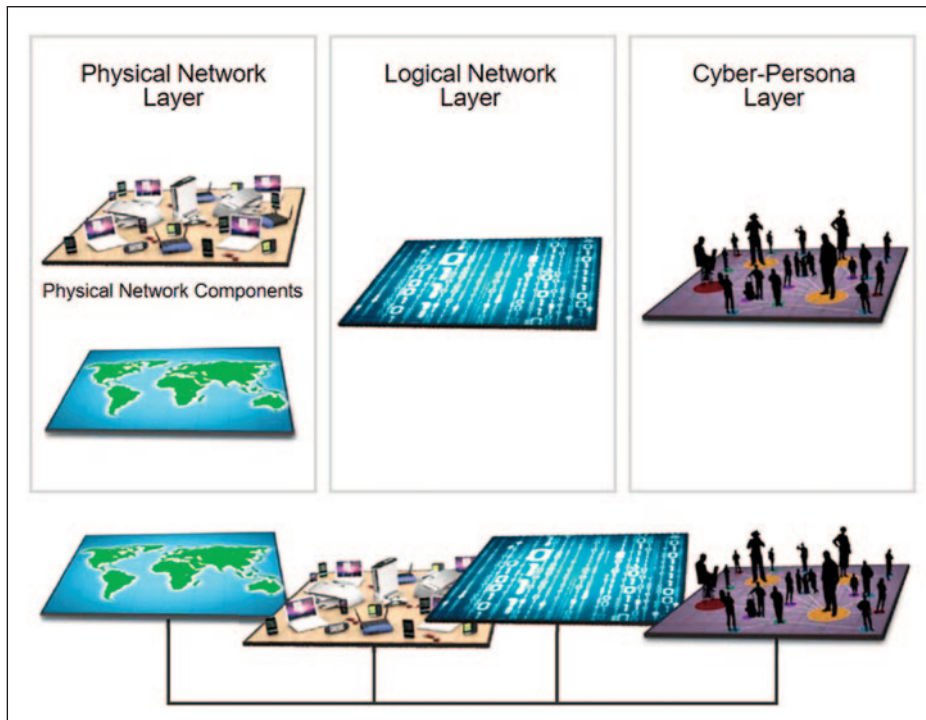 Physical Network
Layer
Logical Network
Layer
Cyber-Persona
Layer
Physical Network Components